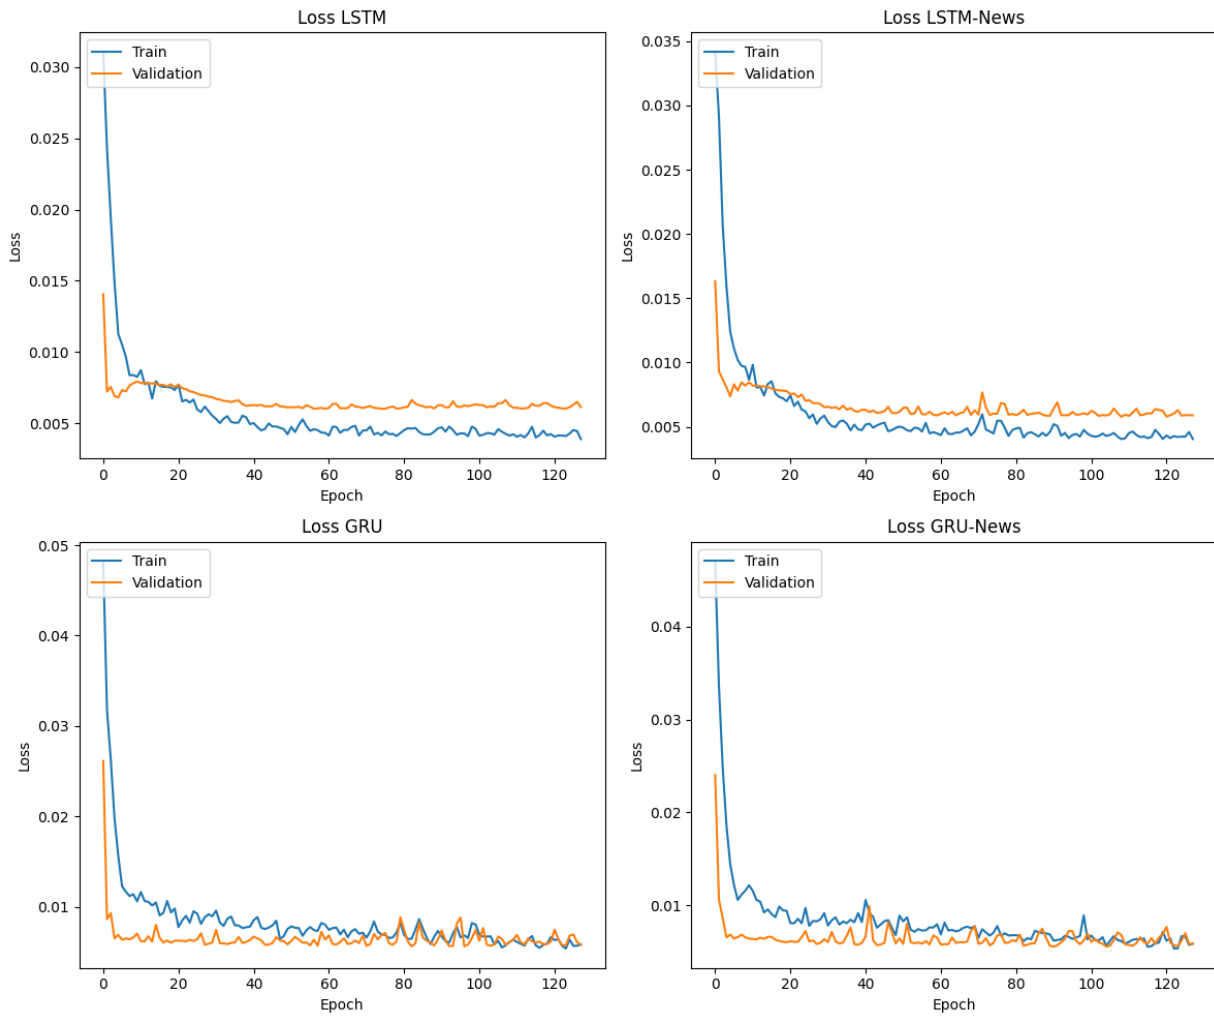 Loss LSTM
Train
Validation
0.030
0.025
0.020
0.015
0.010
0.005
Loss
0 20 40 60 80 100 120
Epoch
Loss LSTM-News
Train
Validation
0.035
0.030
0.025
0.020
0.015
0.010
0.005
Loss
0 20 40 60 80 100 120
Epoch
Loss GRU
Train
Validation
0.05
0.04
0.03
0.02
0.01
Loss
0 20 40 60 80 100 120
Epoch
Loss GRU-News
Train
Validation
0.04
0.03
0.02
0.01
Loss
0 20 40 60 80 100 120
Epoch